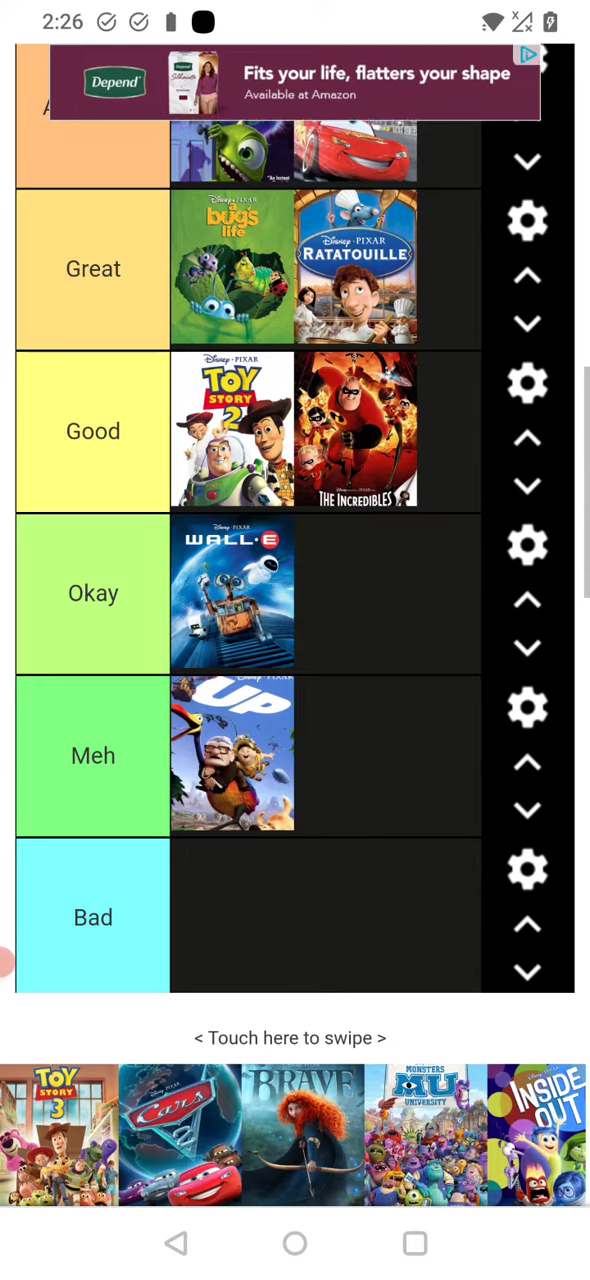 2:26
Depend
Fits your life, flatters your shape
Available at Amazon
Great
Disney·PIXAR
a bug's life
Disney·PIXAR
RATATOUILLE
Good
Disney·PIXAR
TOY STORY 2
THE INCREDIBLES
Okay
Disney·PIXAR
WALL·E
Meh
UP
Bad
< Touch here to swipe >
TOY STORY 3
Cars 2
BRAVE
MONSTERS
MU
UNIVERSITY
INSIDE OUT